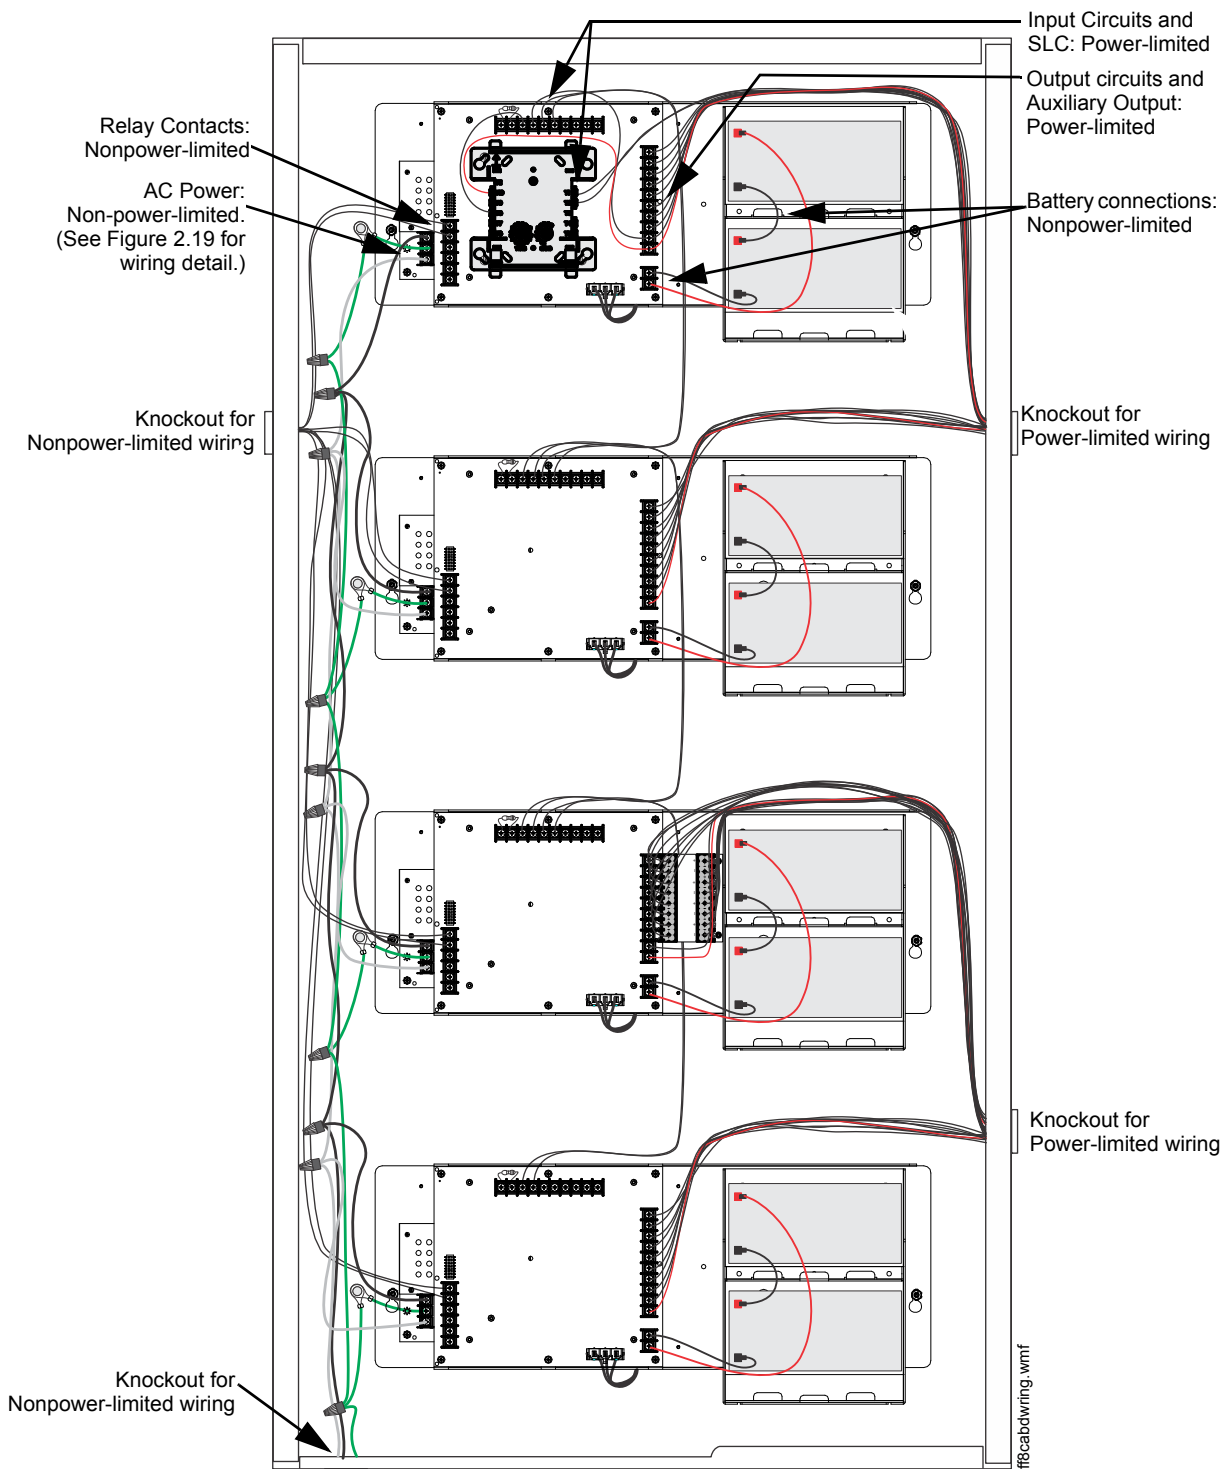 Input Circuits and
SLC: Power-limited
Output circuits and
Auxiliary Output:
Power-limited
Relay Contacts:
Nonpower-limited
AC Power:
Non-power-limited.
(See Figure 2.19 for
wiring detail.)
Battery connections:
Nonpower-limited
Knockout for
Nonpower-limited wiring
Knockout for
Power-limited wiring
Knockout for
Power-limited wiring
Knockout for
Nonpower-limited wiring
ff8cabdwring.wmf